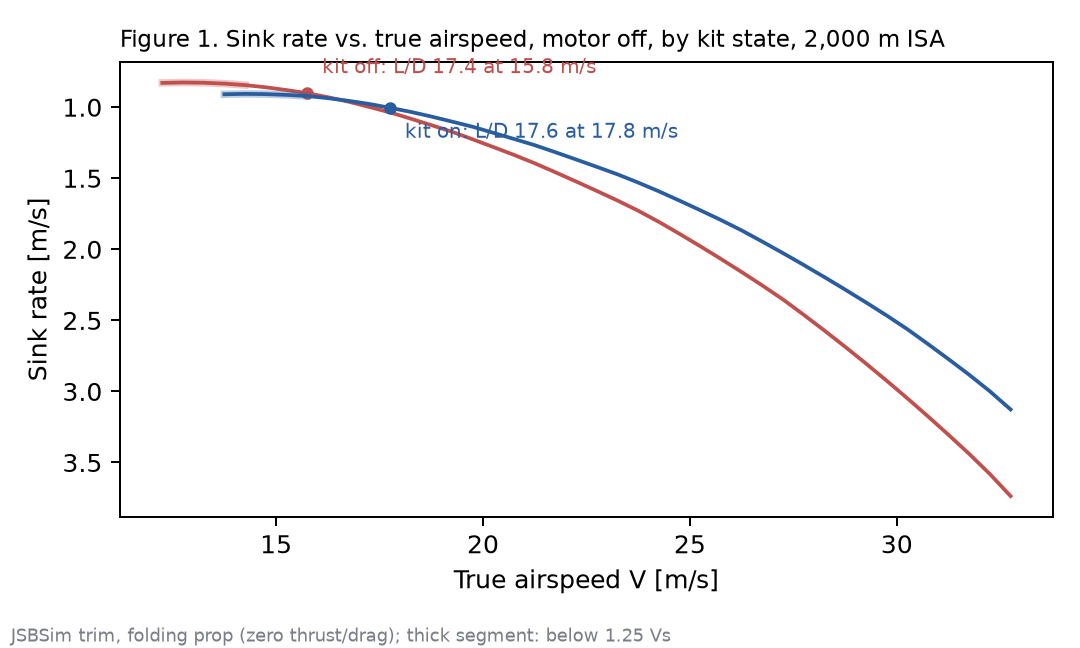 Figure 1. Sink rate vs. true airspeed, motor off, by kit state, 2,000 m ISA
kit off: L/D 17.4 at 15.8 m/s
kit on: L/D 17.6 at 17.8 m/s
Sink rate [m/s]
1.0
1.5
2.0
2.5
3.0
3.5
15 20 25 30
True airspeed V [m/s]
JSBSim trim, folding prop (zero thrust/drag); thick segment: below 1.25 Vs